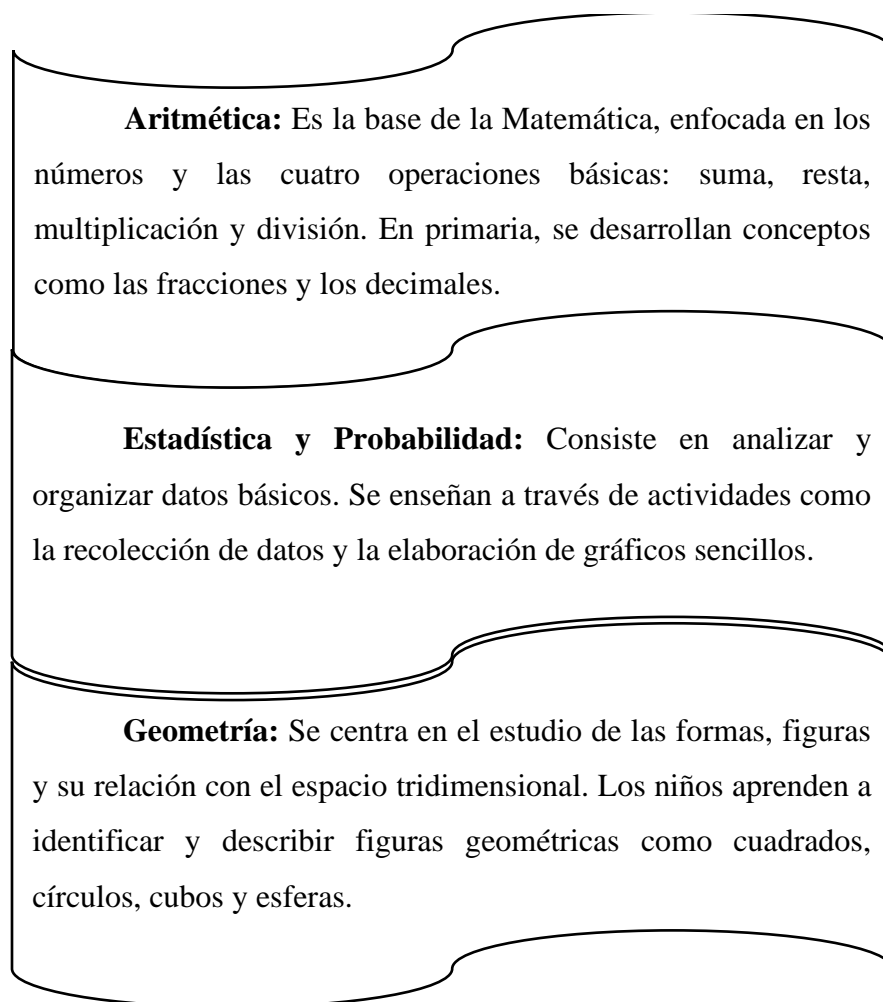 Aritmética: Es la base de la Matemática, enfocada en los
números y las cuatro operaciones básicas: suma, resta,
multiplicación y división. En primaria, se desarrollan conceptos
como las fracciones y los decimales.
Estadística y Probabilidad: Consiste en analizar y
organizar datos básicos. Se enseñan a través de actividades como
la recolección de datos y la elaboración de gráficos sencillos.
Geometría: Se centra en el estudio de las formas, figuras
y su relación con el espacio tridimensional. Los niños aprenden a
identificar y describir figuras geométricas como cuadrados,
círculos, cubos y esferas.